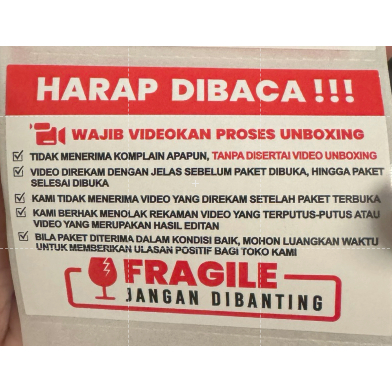 HARAP DIBACA !!!
WAJIB VIDEOKAN PROSES UNBOXING
TIDAK MENERIMA KOMPLAIN APAPUN, TANPA DISERTAI VIDEO UNBOXING
VIDEO DIREKAM DENGAN JELAS SEBELUM PAKET DIBUKA, HINGGA PAKET
SELESAI DIBUKA
KAMI TIDAK MENERIMA VIDEO YANG DIREKAM SETELAH PAKET TERBUKA
KAMI BERHAK MENOLAK REKAMAN VIDEO YANG TERPUTUS-PUTUS ATAU
VIDEO YANG MERUPAKAN HASIL EDITAN
BILA PAKET DITERIMA DALAM KONDISI BAIK, MOHON LUANGKAN WAKTU
UNTUK MEMBERIKAN ULASAN POSITIF BAGI TOKO KAMI
FRAGILE
JANGAN DIBANTING